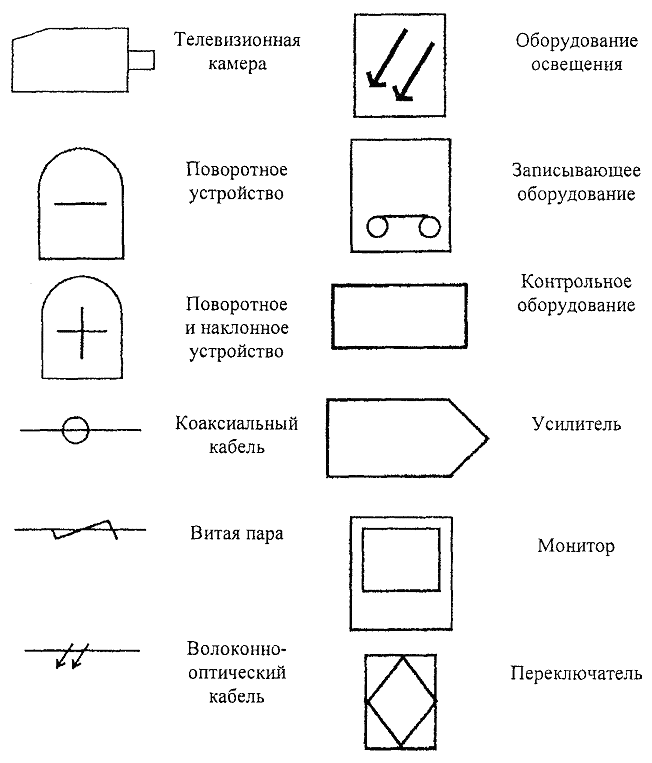 Телевизионная
камера
Оборудование
освещения
Поворотное
устройство
Записывающее
оборудование
Поворотное
и наклонное
устройство
Контрольное
оборудование
Коаксиальный
кабель
Усилитель
Витая пара
Монитор
Волоконно-
оптический
кабель
Переключатель